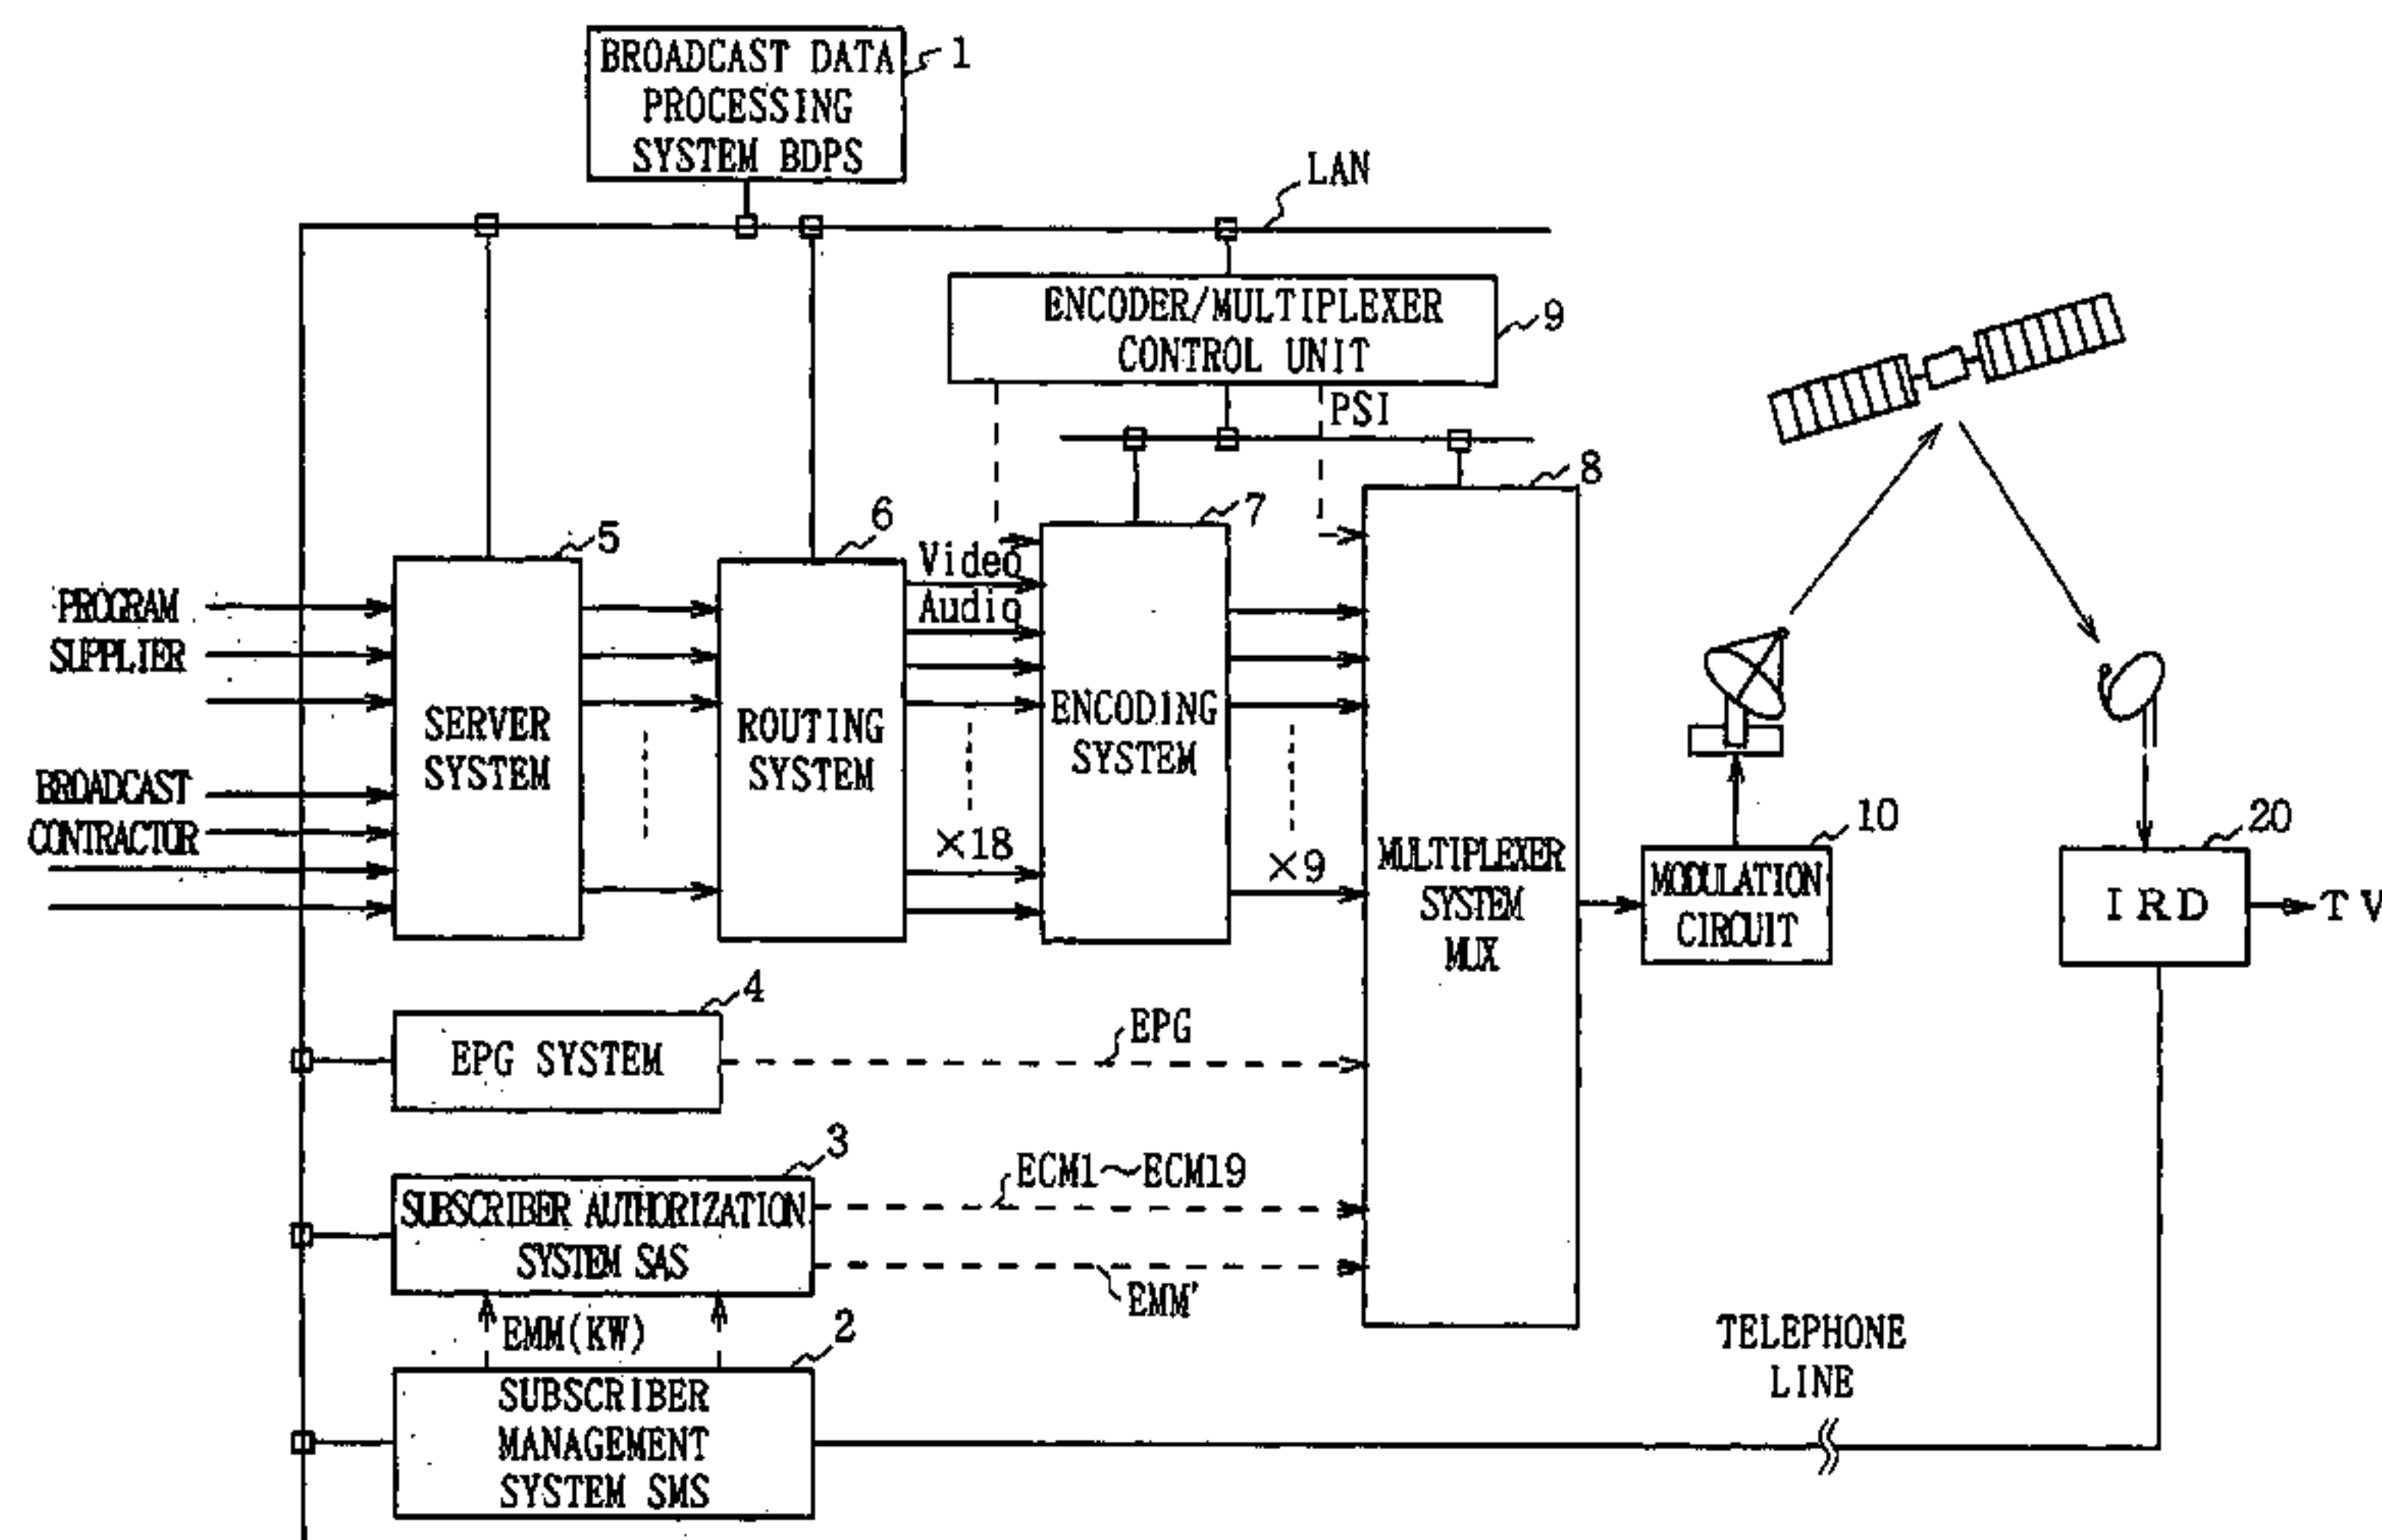 BROADCAST DATA
PROCESSING
SYSTEM BDPS
1
LAN
ENCODER/MULTIPLEXER
CONTROL UNIT
9
PSI
8
7
6
5
Video
Audio
PROGRAM
SUPPLIER
SERVER
SYSTEM
ROUTING
SYSTEM
ENCODING
SYSTEM
BROADCAST
CONTRACTOR
×18
×9
MULTIPLEXER
SYSTEM
MUX
MODULATION
CIRCUIT
10
IRD
20
TV
4
EPG SYSTEM
EPG
3
SUBSCRIBER AUTHORIZATION
SYSTEM SAS
ECM1～ECM19
EMM'
EMM(KW)
2
SUBSCRIBER
MANAGEMENT
SYSTEM SMS
TELEPHONE
LINE